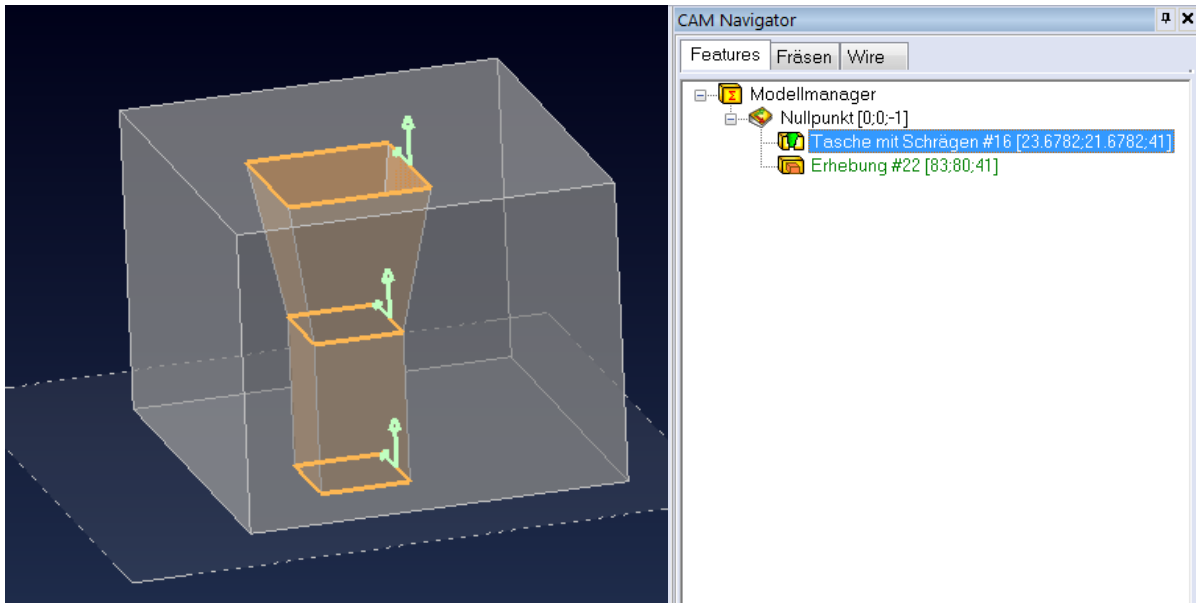 CAM Navigator
Features Fräsen Wire
Modellmanager
Nullpunkt [0;0;-1]
Tasche mit Schrägen #16 [23.6782;21.6782;41]
Erhebung #22 [83;80;41]